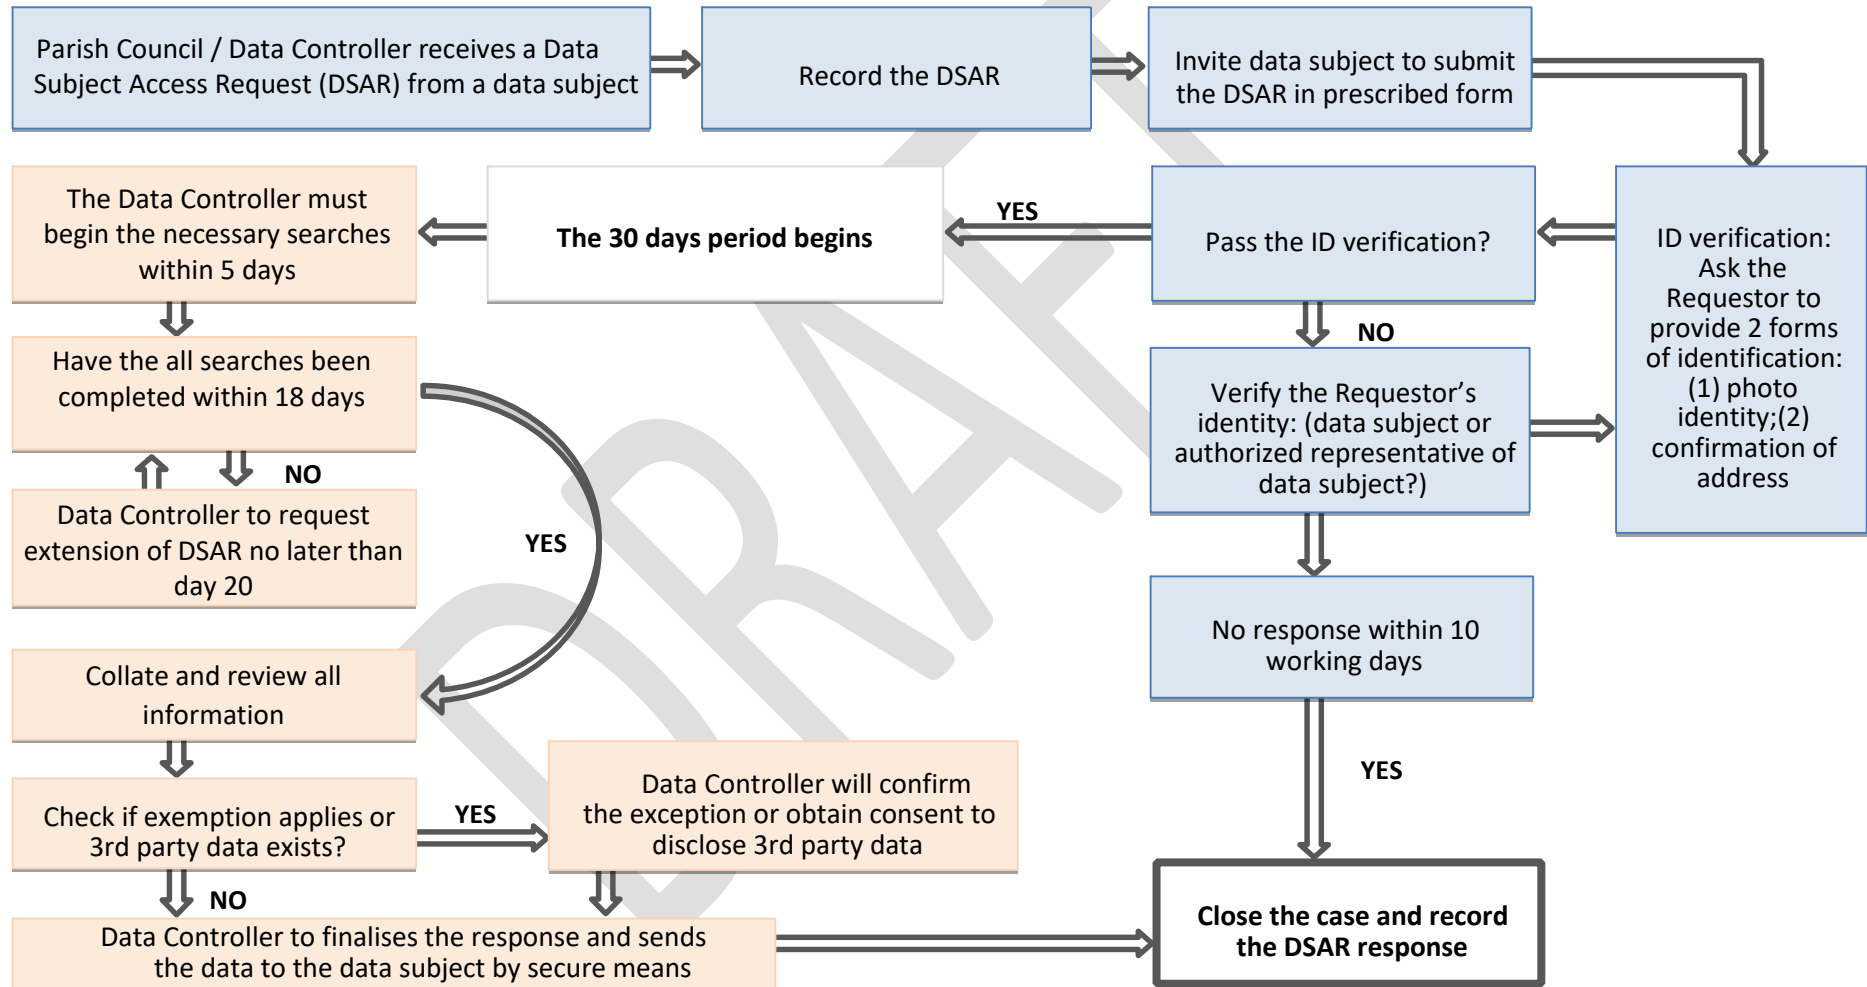 Parish Council / Data Controller receives a Data
Subject Access Request (DSAR) from a data subject
Record the DSAR
Invite data subject to submit
the DSAR in prescribed form
ID verification:
Ask the
Requestor to
provide 2 forms
of identification:
(1) photo
identity;(2)
confirmation of
address
Pass the ID verification?
YES
The 30 days period begins
The Data Controller must
begin the necessary searches
within 5 days
NO
Verify the Requestor’s
identity: (data subject or
authorized representative of
data subject?)
Have the all searches been
completed within 18 days
NO
Data Controller to request
extension of DSAR no later than
day 20
YES
No response within 10
working days
Collate and review all
information
YES
Check if exemption applies or
3rd party data exists?
YES
Data Controller will confirm
the exception or obtain consent to
disclose 3rd party data
NO
Data Controller to finalises the response and sends
the data to the data subject by secure means
Close the case and record
the DSAR response
DRAFT